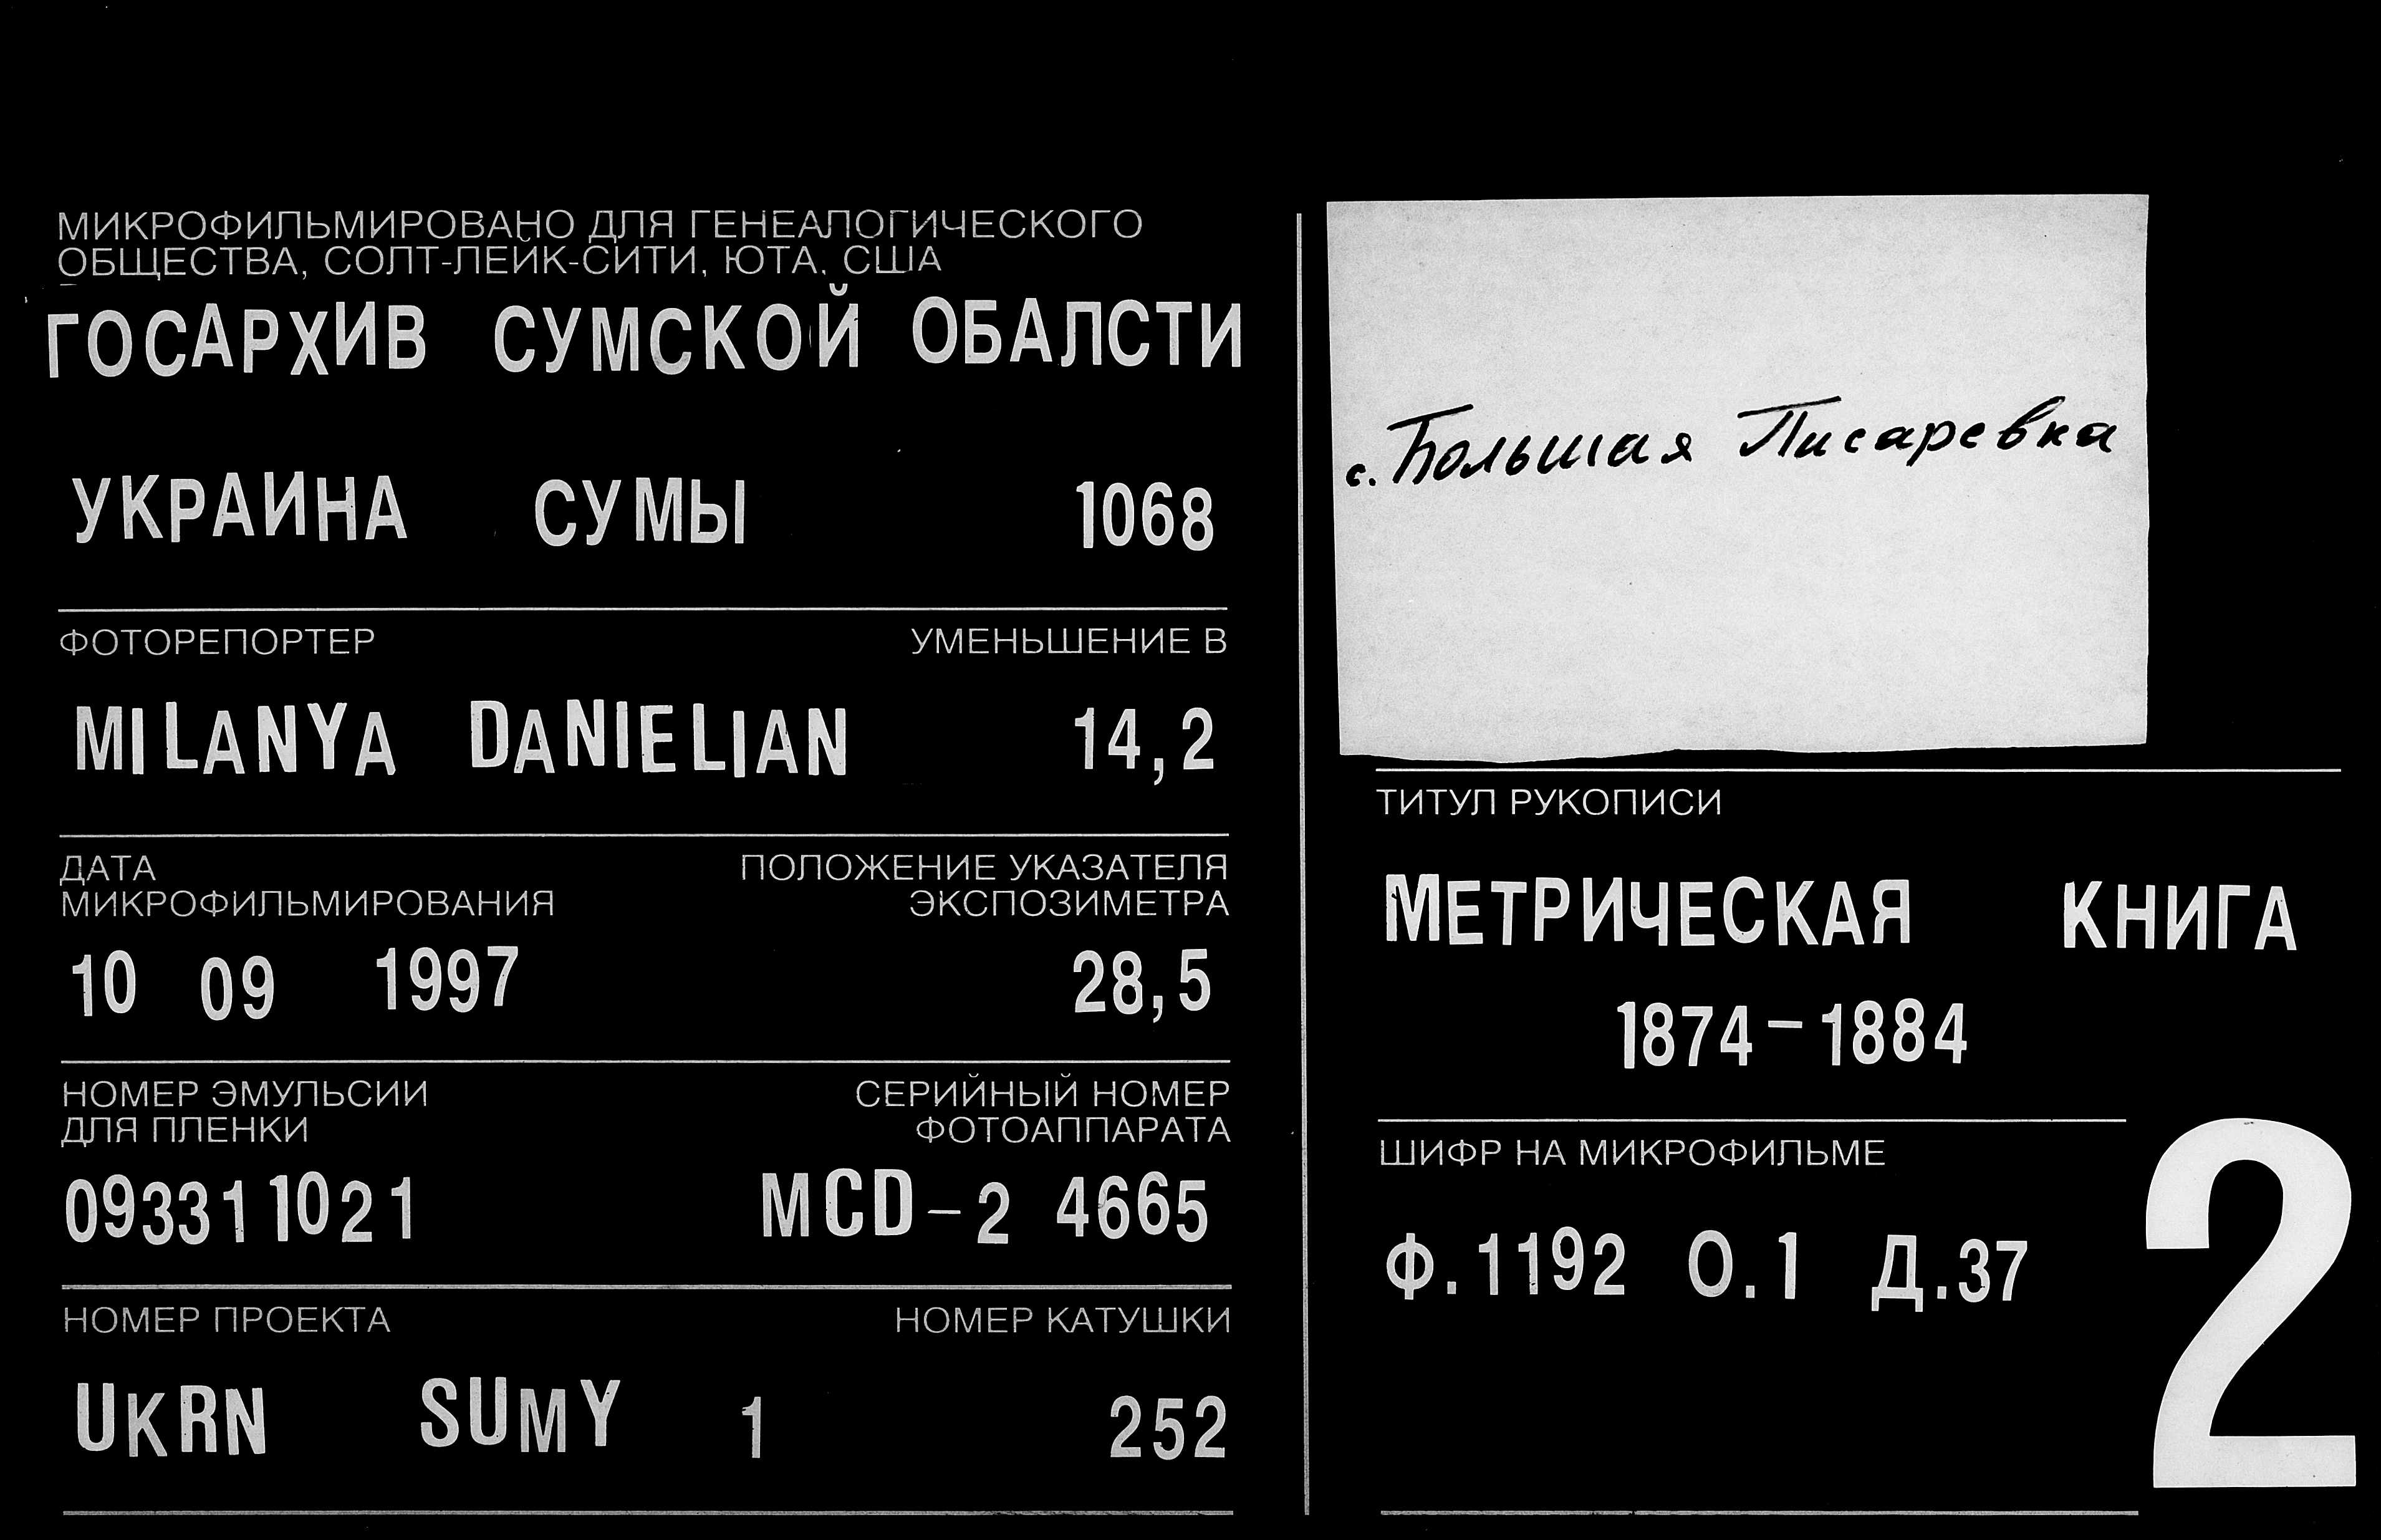 МИКРОФИЛЬМИРОВАНО ДЛЯ ГЕНЕАЛОГИЧЕСКОГО
ОБЩЕСТВА, СОЛТ-ЛЕЙК-СИТИ, ЮТА, США
ГОСАРХИВ СУМСКОЙ ОБАЛСТИ
УКРАИНА СУМЫ 1068
ФОТОРЕПОРТЕР УМЕНЬШЕНИЕ В
MILANYA DANIELIAN 14,2
ДАТА ПОЛОЖЕНИЕ УКАЗАТЕЛЯ
МИКРОФИЛЬМИРОВАНИЯ ЭКСПОЗИМЕТРА
10 09 1997 28,5
НОМЕР ЭМУЛЬСИИ СЕРИЙНЫЙ НОМЕР
ДЛЯ ПЛЕНКИ ФОТОАППАРАТА
09331 1021 MCD-2 4665
НОМЕР ПРОЕКТА НОМЕР КАТУШКИ
UKRN SUMY 1 252
с. Большая Писаревка
ТИТУЛ РУКОПИСИ
МЕТРИЧЕСКАЯ КНИГА
1874-1884
ШИФР НА МИКРОФИЛЬМЕ
Ф.1192 О.1 Д.37
2